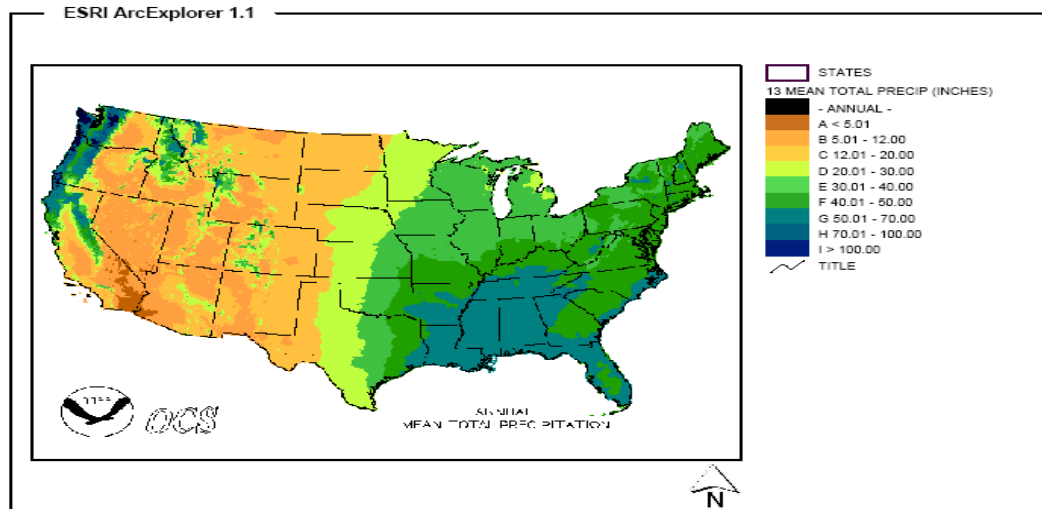 ESRI ArcExplorer 1.1
STATES
13 MEAN TOTAL PRECIP (INCHES)
- ANNUAL -
A < 5.01
B 5.01 - 12.00
C 12.01 - 20.00
D 20.01 - 30.00
E 30.01 - 40.00
F 40.01 - 50.00
G 50.01 - 70.00
H 70.01 - 100.00
I > 100.00
TITLE
OCS
ANNUAL
MEAN TOTAL PRECIPITATION
N